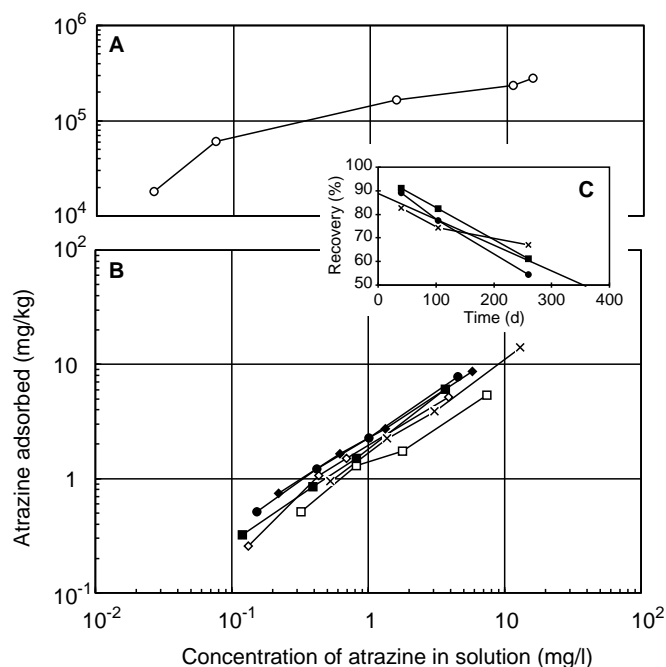 10^6
A
10^5
10^4
100
90
80
70
60
50
C
Recovery (%)
0 100 200 300 400
Time (d)
10^2
B
10
1
10^-1
Atrazine adsorbed (mg/kg)
10^-2 10^-1 1 10 10^2
Concentration of atrazine in solution (mg/l)